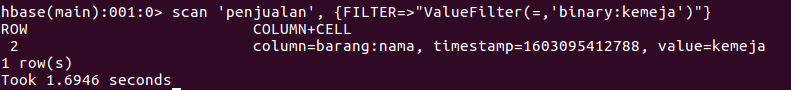 hbase(main):001:0> scan 'penjualan', {FILTER=>"ValueFilter(=,'binary:kemeja')"}
ROW                          COLUMN+CELL
 2                           column=barang:nama, timestamp=1603095412788, value=kemeja
1 row(s)
Took 1.6946 seconds